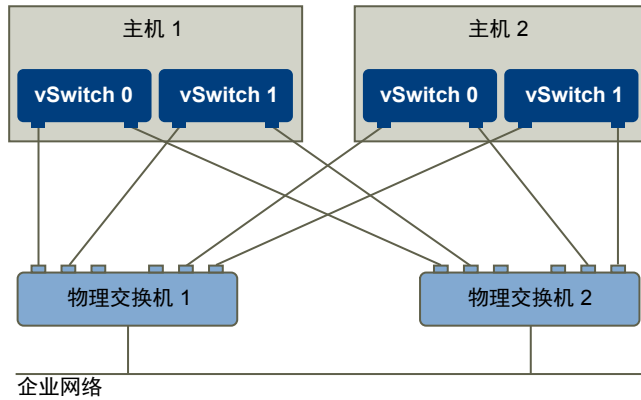 主机 1
主机 2
vSwitch 0
vSwitch 1
vSwitch 0
vSwitch 1
物理交换机 1
物理交换机 2
企业网络